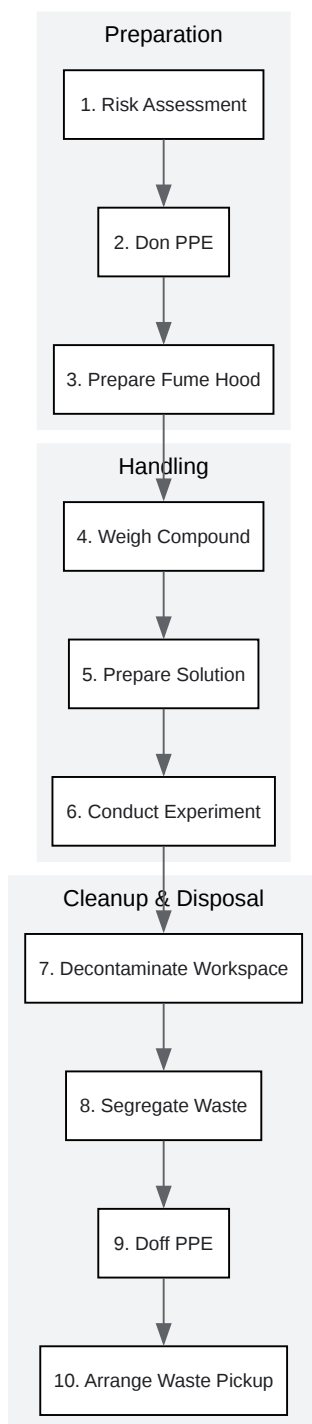 Preparation
1. Risk Assessment
2. Don PPE
3. Prepare Fume Hood
Handling
4. Weigh Compound
5. Prepare Solution
6. Conduct Experiment
Cleanup & Disposal
7. Decontaminate Workspace
8. Segregate Waste
9. Doff PPE
10. Arrange Waste Pickup